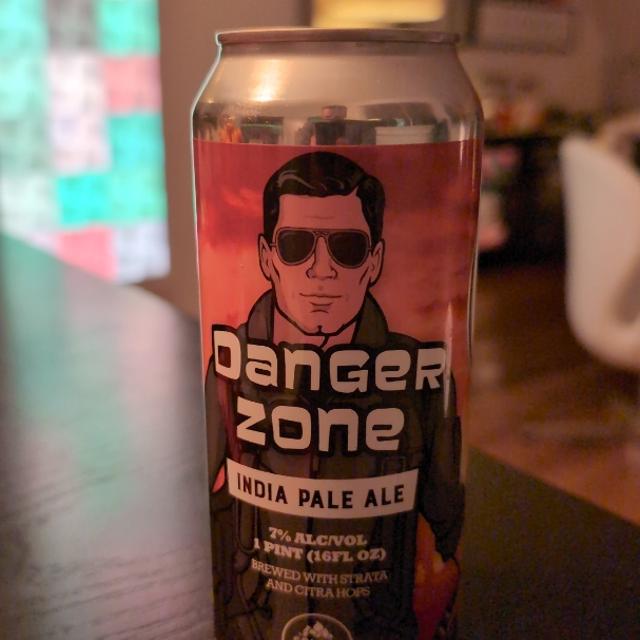 Danger
zone
INDIA PALE ALE
7% ALC/VOL
1 PINT (16FL OZ)
BREWED WITH STRATA
AND CITRA HOPS